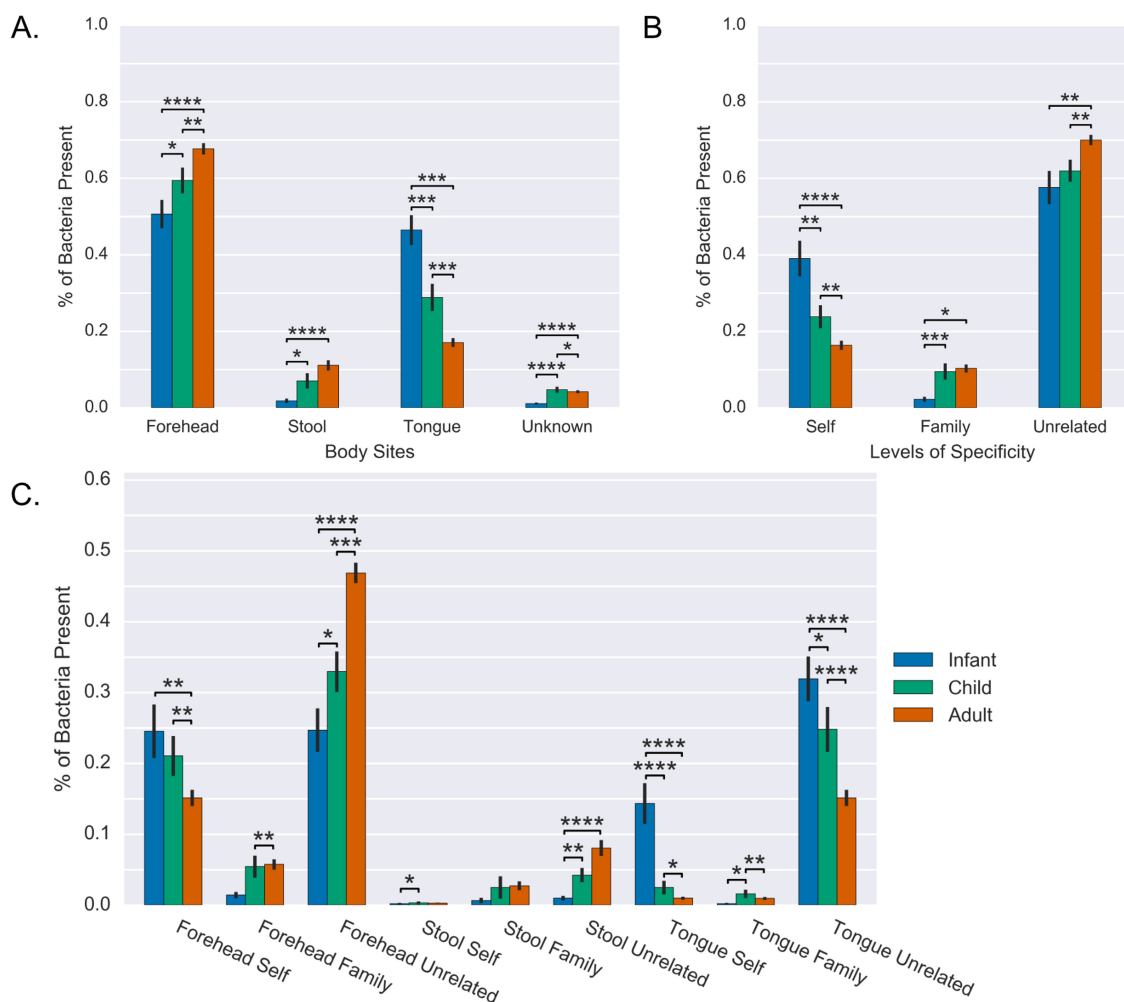 A.
1.0
0.8
0.6
0.4
0.2
0.0
% of Bacteria Present
****
**
*
****
*
***
***
***
****
*
****
Forehead Stool Tongue Unknown
Body Sites
B
1.0
0.8
0.6
0.4
0.2
0.0
% of Bacteria Present
****
**
**
*
***
**
**
Self Family Unrelated
Levels of Specificity
C.
0.6
0.5
0.4
0.3
0.2
0.1
0.0
% of Bacteria Present
**
**
**
****
***
*
*
****
**
****
****
*
*
**
****
*
****
Forehead Self
Forehead Family
Forehead Unrelated
Stool Self
Stool Family
Stool Unrelated
Tongue Self
Tongue Family
Tongue Unrelated
Infant
Child
Adult